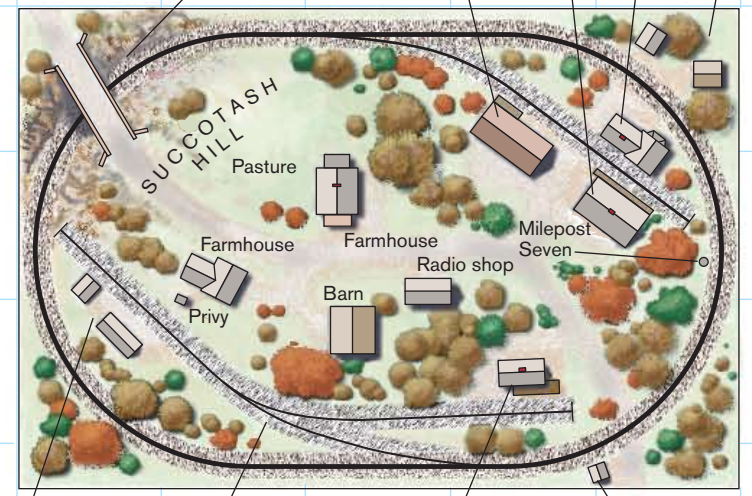 SUCCOTASH
HILL
Pasture
Farmhouse
Farmhouse
Milepost
Seven
Radio shop
Barn
Privy